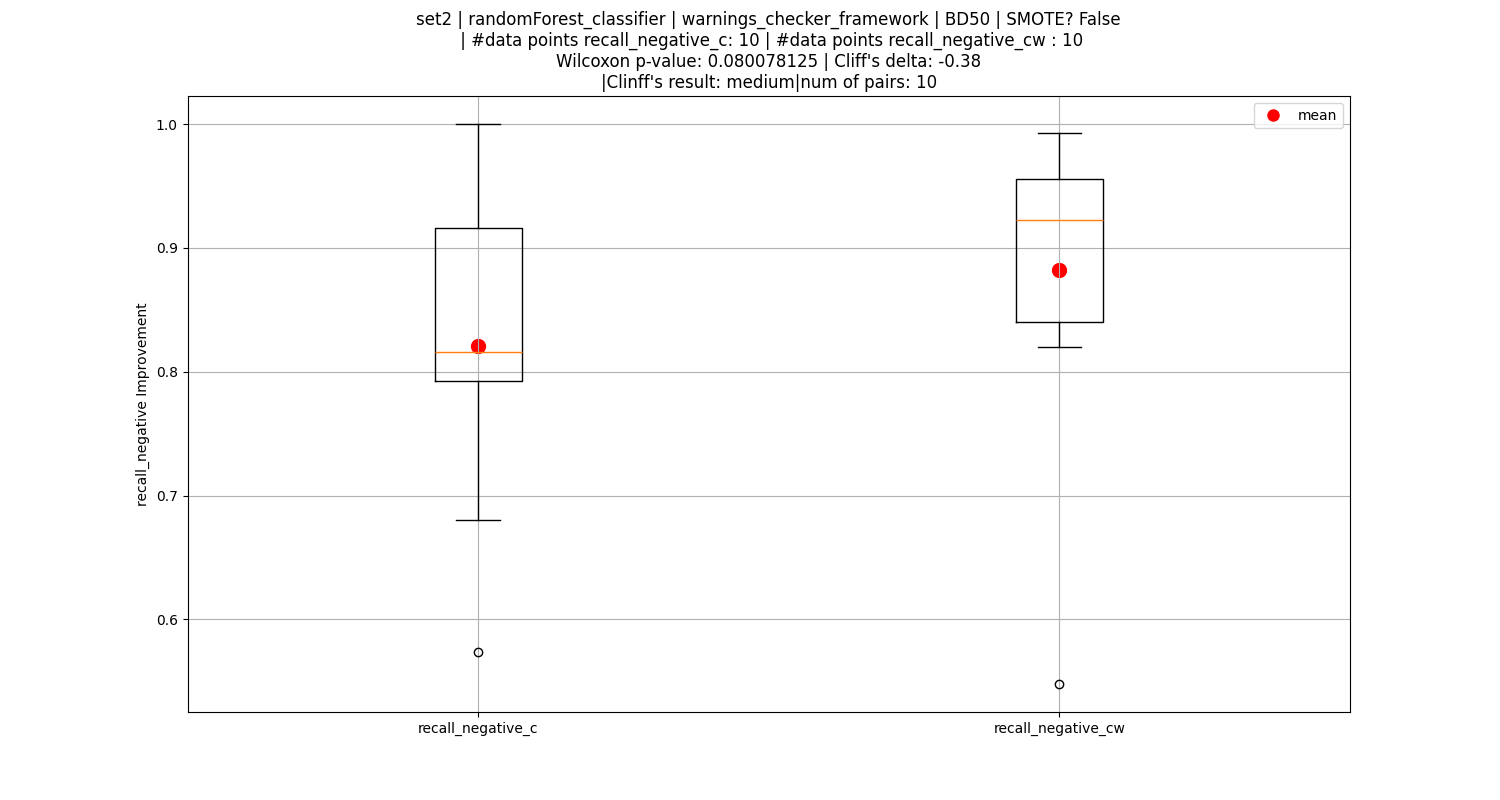 set2 | randomForest_classifier | warnings_checker_framework | BD50 | SMOTE? False
| #data points recall_negative_c: 10 | #data points recall_negative_cw : 10
Wilcoxon p-value: 0.080078125 | Cliff's delta: -0.38
|Clinff's result: medium|num of pairs: 10
mean
1.0
0.9
0.8
0.7
0.6
recall_negative Improvement
recall_negative_c
recall_negative_cw